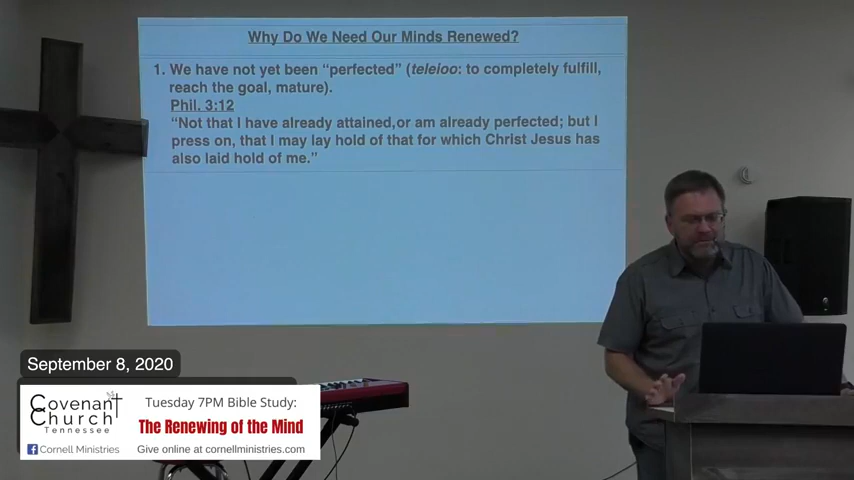 Why Do We Need Our Minds Renewed?
1. We have not yet been “perfected” (teleioo: to completely fulfill,
reach the goal, mature).
Phil. 3:12
“Not that I have already attained,or am already perfected; but I
press on, that I may lay hold of that for which Christ Jesus has
also laid hold of me.”
September 8, 2020
Covenant
Church
Tennessee
Cornell Ministries
Tuesday 7PM Bible Study:
The Renewing of the Mind
Give online at cornellministries.com